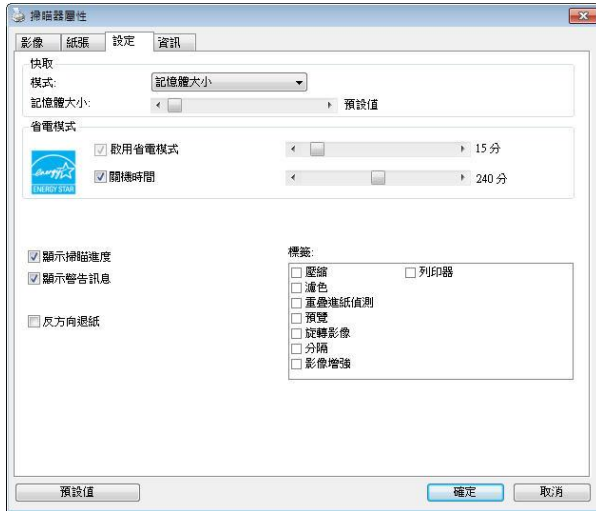 掃瞄器屬性
影像 紙張 設定 資訊
快取
模式: 記憶體大小
記憶體大小: 預設值
省電模式
啟用省電模式 15 分
關機時間 240 分
ENERGY STAR
顯示掃瞄進度
顯示警告訊息
反方向退紙
標籤:
壓縮 列印器
濾色
重疊進紙偵測
預覽
旋轉影像
分隔
影像增強
預設值 確定 取消